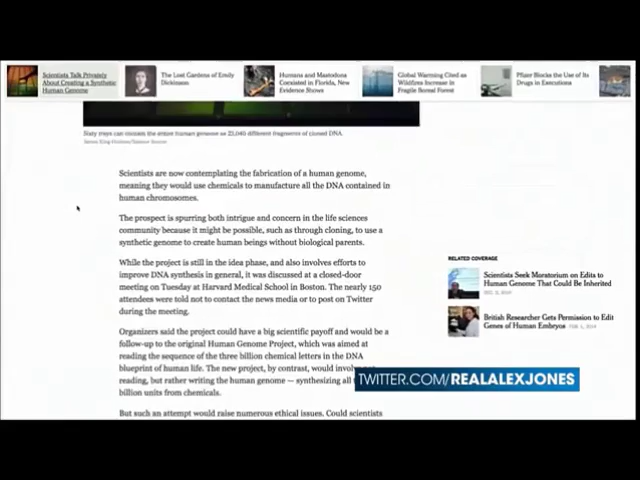 Scientists Talk Privately
About Creating a Synthetic
Human Genome
The Lost Gardens of Emily
Dickinson
Humans and Mastodons
Coexisted in Florida, New
Evidence Shows
Global Warming Cited as
Wildfires Increase in
Fragile Boreal Forest
Pfizer Blocks the Use of Its
Drugs in Executions
Sixty trays can contain the entire human genome as 23,040 different fragments of cloned DNA.
Scientists are now contemplating the fabrication of a human genome,
meaning they would use chemicals to manufacture all the DNA contained in
human chromosomes.
The prospect is spurring both intrigue and concern in the life sciences
community because it might be possible, such as through cloning, to use a
synthetic genome to create human beings without biological parents.
While the project is still in the idea phase, and also involves efforts to
improve DNA synthesis in general, it was discussed at a closed-door
meeting on Tuesday at Harvard Medical School in Boston. The nearly 150
attendees were told not to contact the news media or to post on Twitter
during the meeting.
Organizers said the project could have a big scientific payoff and would be a
follow-up to the original Human Genome Project, which was aimed at
reading the sequence of the three billion chemical letters in the DNA
blueprint of human life. The new project, by contrast, would involve
reading, but rather writing the human genome — synthesizing all
billion units from chemicals.
But such an attempt would raise numerous ethical issues. Could scientists
RELATED COVERAGE
Scientists Seek Moratorium on Edits to
Human Genome That Could Be Inherited
British Researcher Gets Permission to Edit
Genes of Human Embryos
TWITTER.COM/REALALEXJONES